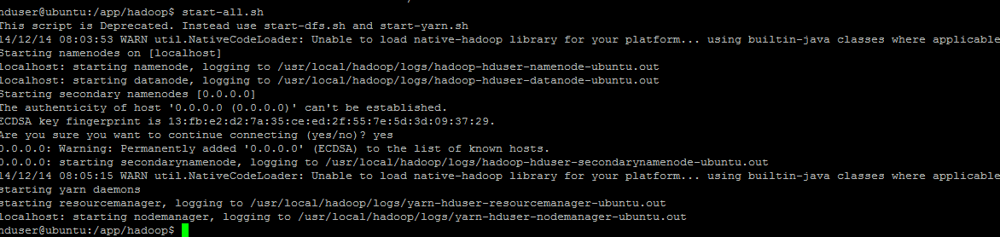 hduser@ubuntu:/app/hadoop$ start-all.sh
This script is Deprecated. Instead use start-dfs.sh and start-yarn.sh
14/12/14 08:03:53 WARN util.NativeCodeLoader: Unable to load native-hadoop library for your platform... using builtin-java classes where applicable
Starting namenodes on [localhost]
localhost: starting namenode, logging to /usr/local/hadoop/logs/hadoop-hduser-namenode-ubuntu.out
localhost: starting datanode, logging to /usr/local/hadoop/logs/hadoop-hduser-datanode-ubuntu.out
Starting secondary namenodes [0.0.0.0]
The authenticity of host '0.0.0.0 (0.0.0.0)' can't be established.
ECDSA key fingerprint is 13:fb:e2:d2:7a:35:ce:ed:2f:55:7e:5d:3d:09:37:29.
Are you sure you want to continue connecting (yes/no)? yes
0.0.0.0: Warning: Permanently added '0.0.0.0' (ECDSA) to the list of known hosts.
0.0.0.0: starting secondarynamenode, logging to /usr/local/hadoop/logs/hadoop-hduser-secondarynamenode-ubuntu.out
14/12/14 08:05:15 WARN util.NativeCodeLoader: Unable to load native-hadoop library for your platform... using builtin-java classes where applicable
starting yarn daemons
starting resourcemanager, logging to /usr/local/hadoop/logs/yarn-hduser-resourcemanager-ubuntu.out
localhost: starting nodemanager, logging to /usr/local/hadoop/logs/yarn-hduser-nodemanager-ubuntu.out
hduser@ubuntu:/app/hadoop$